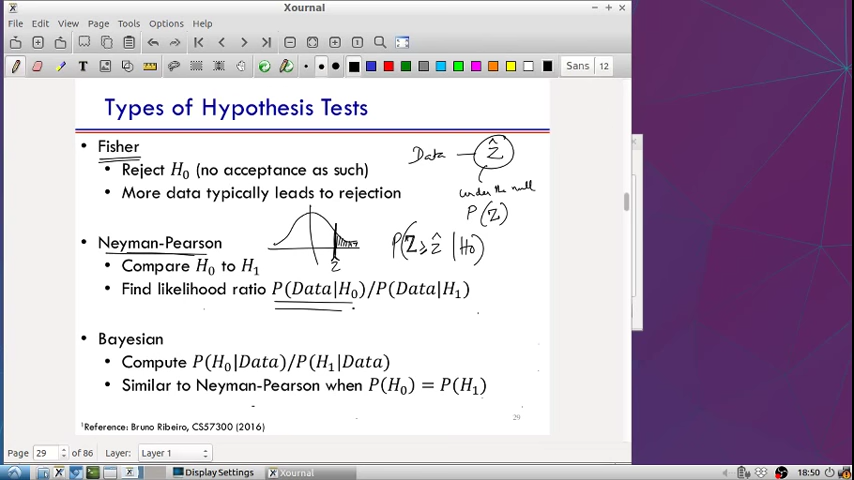 Xournal
File Edit View Page Tools Options Help
Sans 12
Types of Hypothesis Tests
• Fisher
• Reject H₀ (no acceptance as such)
• More data typically leads to rejection
Data — Ẑ
under the null
P(Z)
• Neyman-Pearson
• Compare H₀ to H₁
• Find likelihood ratio P(Data|H₀)/P(Data|H₁)
ẑ
P(Z ≥ ẑ | H₀)
• Bayesian
• Compute P(H₀|Data)/P(H₁|Data)
• Similar to Neyman-Pearson when P(H₀) = P(H₁)
29
¹Reference: Bruno Ribeiro, CS57300 (2016)
Page 29 of 86 Layer: Layer 1
Display Settings Xournal 18:50